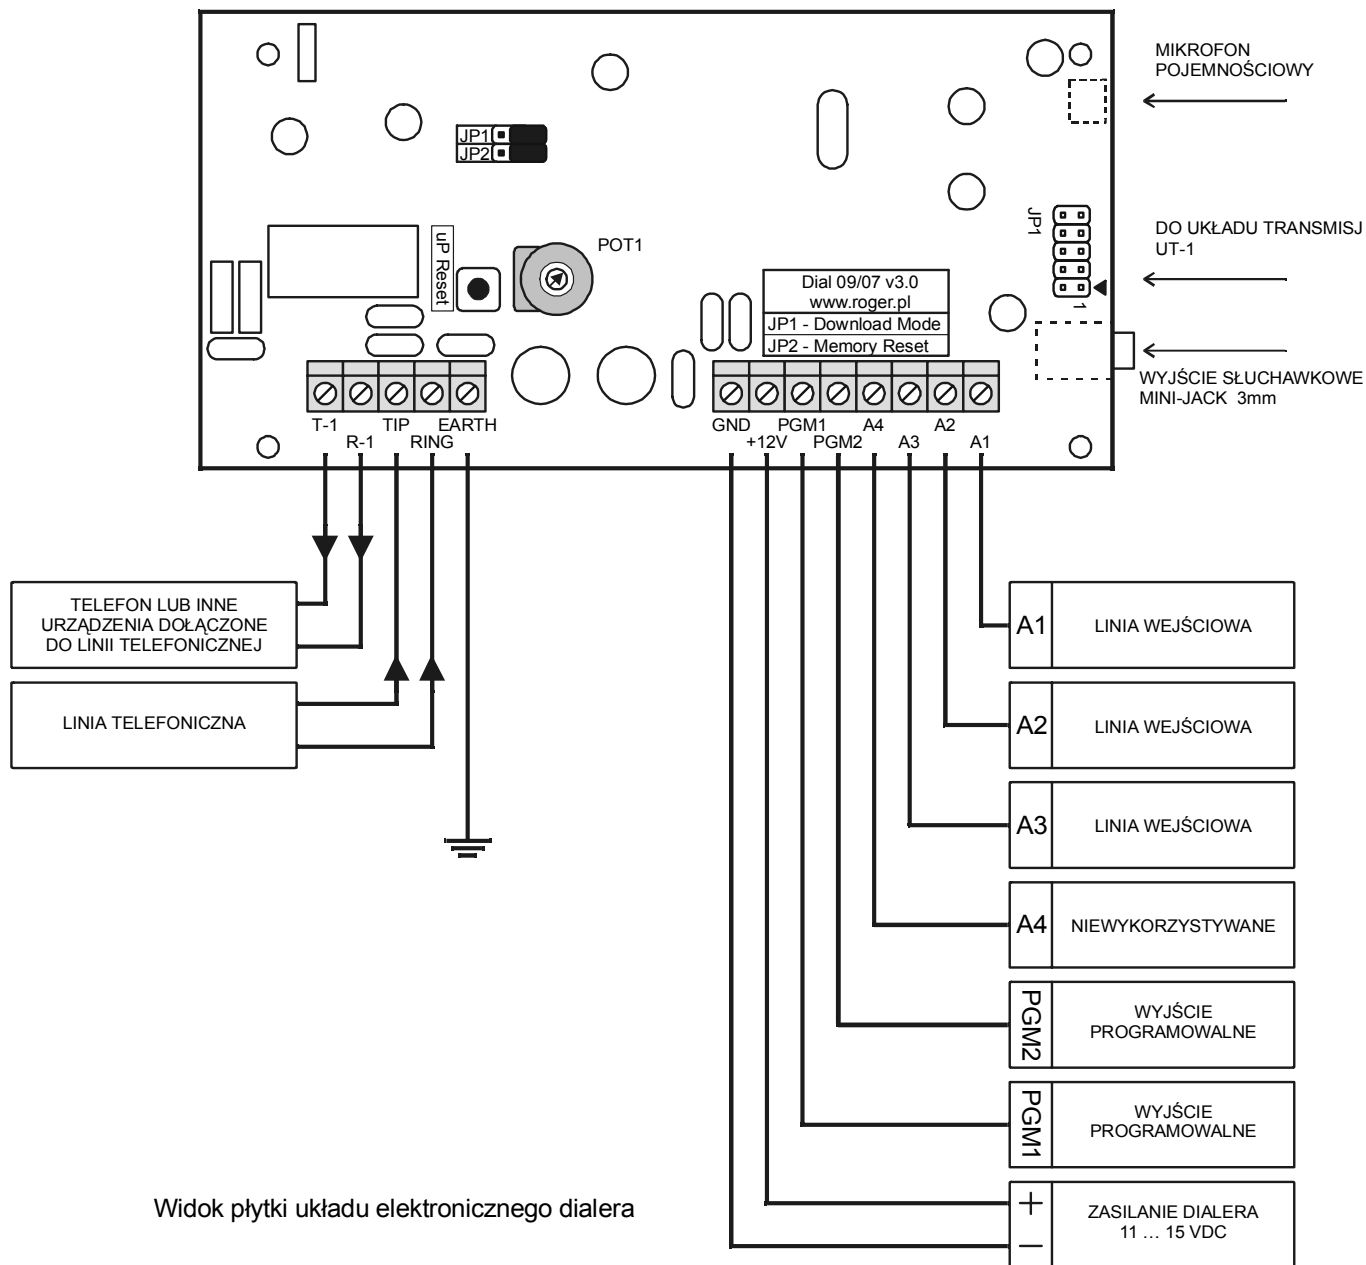 MIKROFON
POJEMNOŚCIOWY
JP1
JP2
JP1
DO UKŁADU TRANSMISJ
UT-1
uP Reset
POT1
Dial 09/07 v3.0
www.roger.pl
JP1 - Download Mode
JP2 - Memory Reset
1
WYJŚCIE SŁUCHAWKOWE
MINI-JACK 3mm
T-1 TIP EARTH
R-1 RING
GND PGM1 A4 A2
+12V PGM2 A3 A1
TELEFON LUB INNE
URZĄDZENIA DOŁĄCZONE
DO LINII TELEFONICZNEJ
LINIA TELEFONICZNA
A1 LINIA WEJŚCIOWA
A2 LINIA WEJŚCIOWA
A3 LINIA WEJŚCIOWA
A4 NIEWYKORZYSTYWANE
PGM2
WYJŚCIE
PROGRAMOWALNE
PGM1
WYJŚCIE
PROGRAMOWALNE
+
–
ZASILANIE DIALERA
11 … 15 VDC
Widok płytki układu elektronicznego dialera